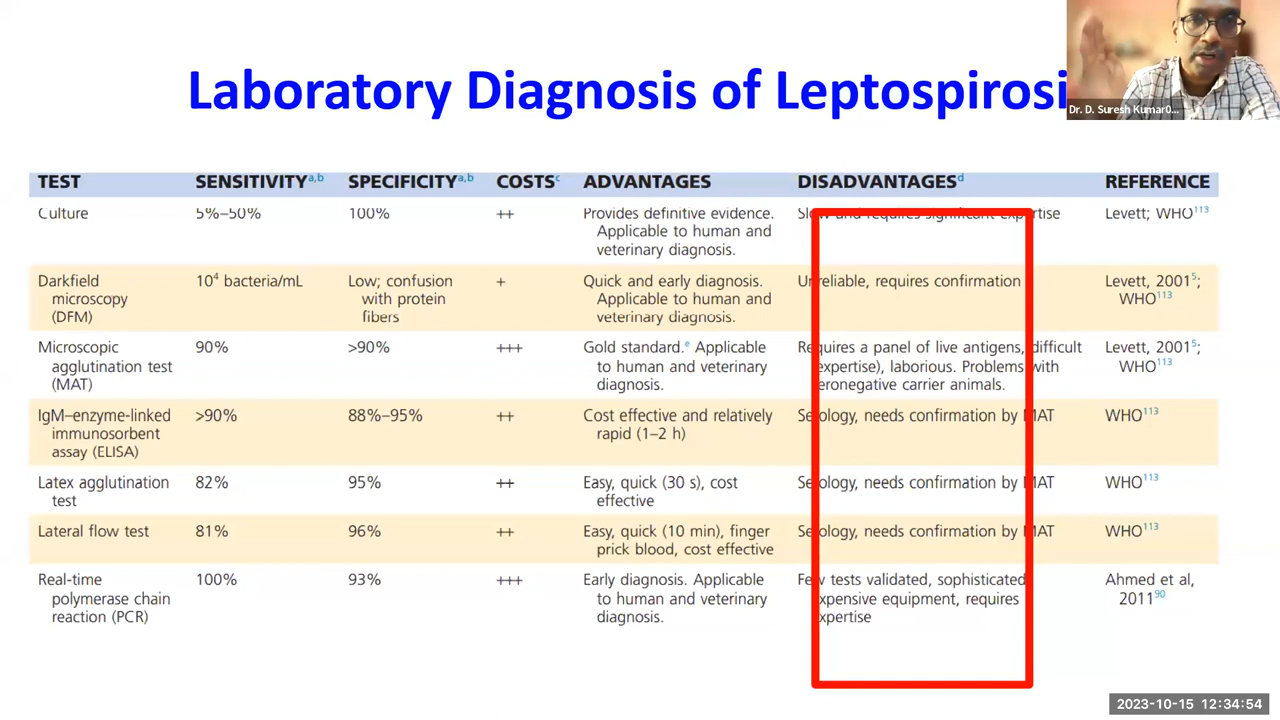 Laboratory Diagnosis of Leptospirosi
Dr. D. Suresh Kumar0...
TEST SENSITIVITYa,b SPECIFICITYa,b COSTSc ADVANTAGES DISADVANTAGESd REFERENCE
Culture 5%–50% 100% ++ Provides definitive evidence. Slow and requires significant expertise Levett; WHO113
Applicable to human and
veterinary diagnosis.
Darkfield 104 bacteria/mL Low; confusion + Quick and early diagnosis. Unreliable, requires confirmation Levett, 20015;
microscopy with protein Applicable to human and WHO113
(DFM) fibers veterinary diagnosis.
Microscopic 90% >90% +++ Gold standard.e Applicable Requires a panel of live antigens, difficult Levett, 20015;
agglutination test to human and veterinary expertise), laborious. Problems with WHO113
(MAT) diagnosis. eronegative carrier animals.
IgM–enzyme-linked >90% 88%–95% ++ Cost effective and relatively Serology, needs confirmation by MAT WHO113
immunosorbent rapid (1–2 h)
assay (ELISA)
Latex agglutination 82% 95% ++ Easy, quick (30 s), cost Serology, needs confirmation by MAT WHO113
test effective
Lateral flow test 81% 96% ++ Easy, quick (10 min), finger Serology, needs confirmation by MAT WHO113
prick blood, cost effective
Real-time 100% 93% +++ Early diagnosis. Applicable Few tests validated, sophisticated Ahmed et al,
polymerase chain to human and veterinary expensive equipment, requires 201190
reaction (PCR) diagnosis. expertise
2023-10-15 12:34:54